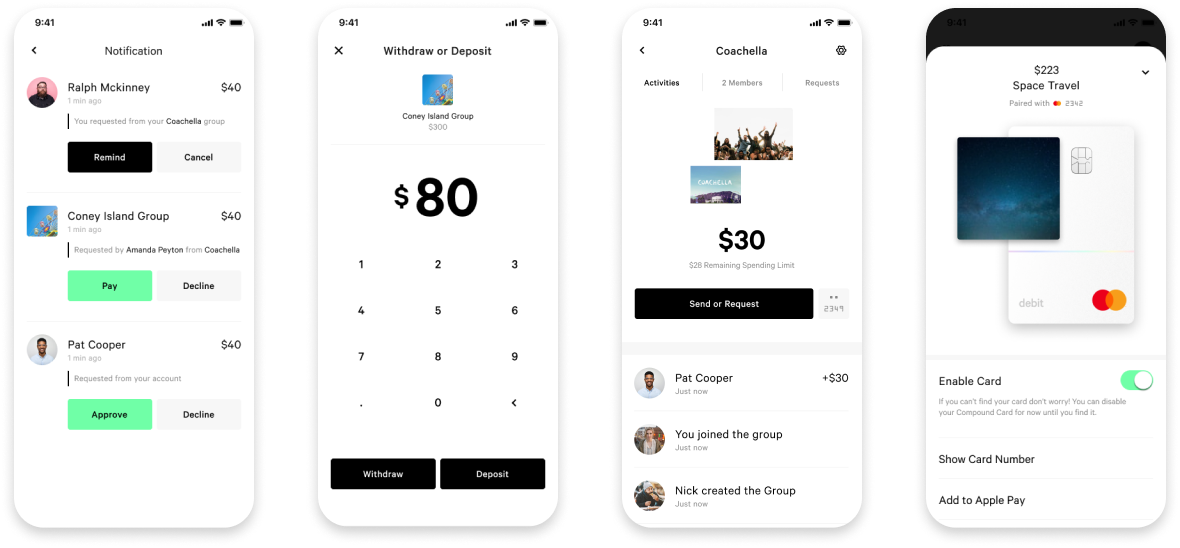 9:41
Notification
Ralph Mckinney $40
1 min ago
You requested from your Coachella group
Remind Cancel
Coney Island Group $40
1 min ago
Requested by Amanda Peyton from Coachella
Pay Decline
Pat Cooper $40
1 min ago
Requested from your account
Approve Decline
9:41
Withdraw or Deposit
Coney Island Group
$300
$80
1 2 3
4 5 6
7 8 9
. 0
Withdraw Deposit
9:41
Coachella
Activities 2 Members Requests
COACHELLA
$30
$28 Remaining Spending Limit
Send or Request
2349
Pat Cooper +$30
Just now
You joined the group
Just now
Nick created the Group
Just now
9:41
$223
Space Travel
Paired with 2342
debit
Enable Card
If you can't find your card don't worry! You can disable
your Compound Card for now until you find it.
Show Card Number
Add to Apple Pay